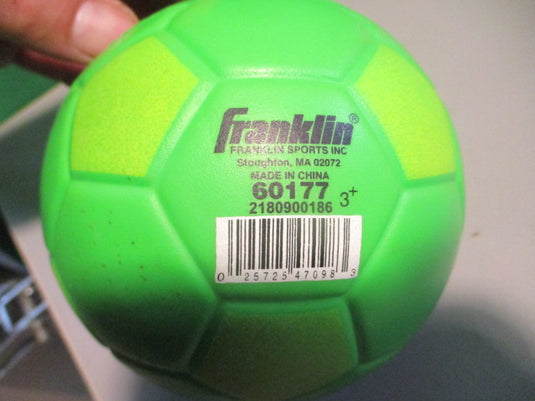 Franklin®
FRANKLIN SPORTS INC
Stoughton, MA 02072
MADE IN CHINA
60177
2180900186 3+
0 25725 47098 3